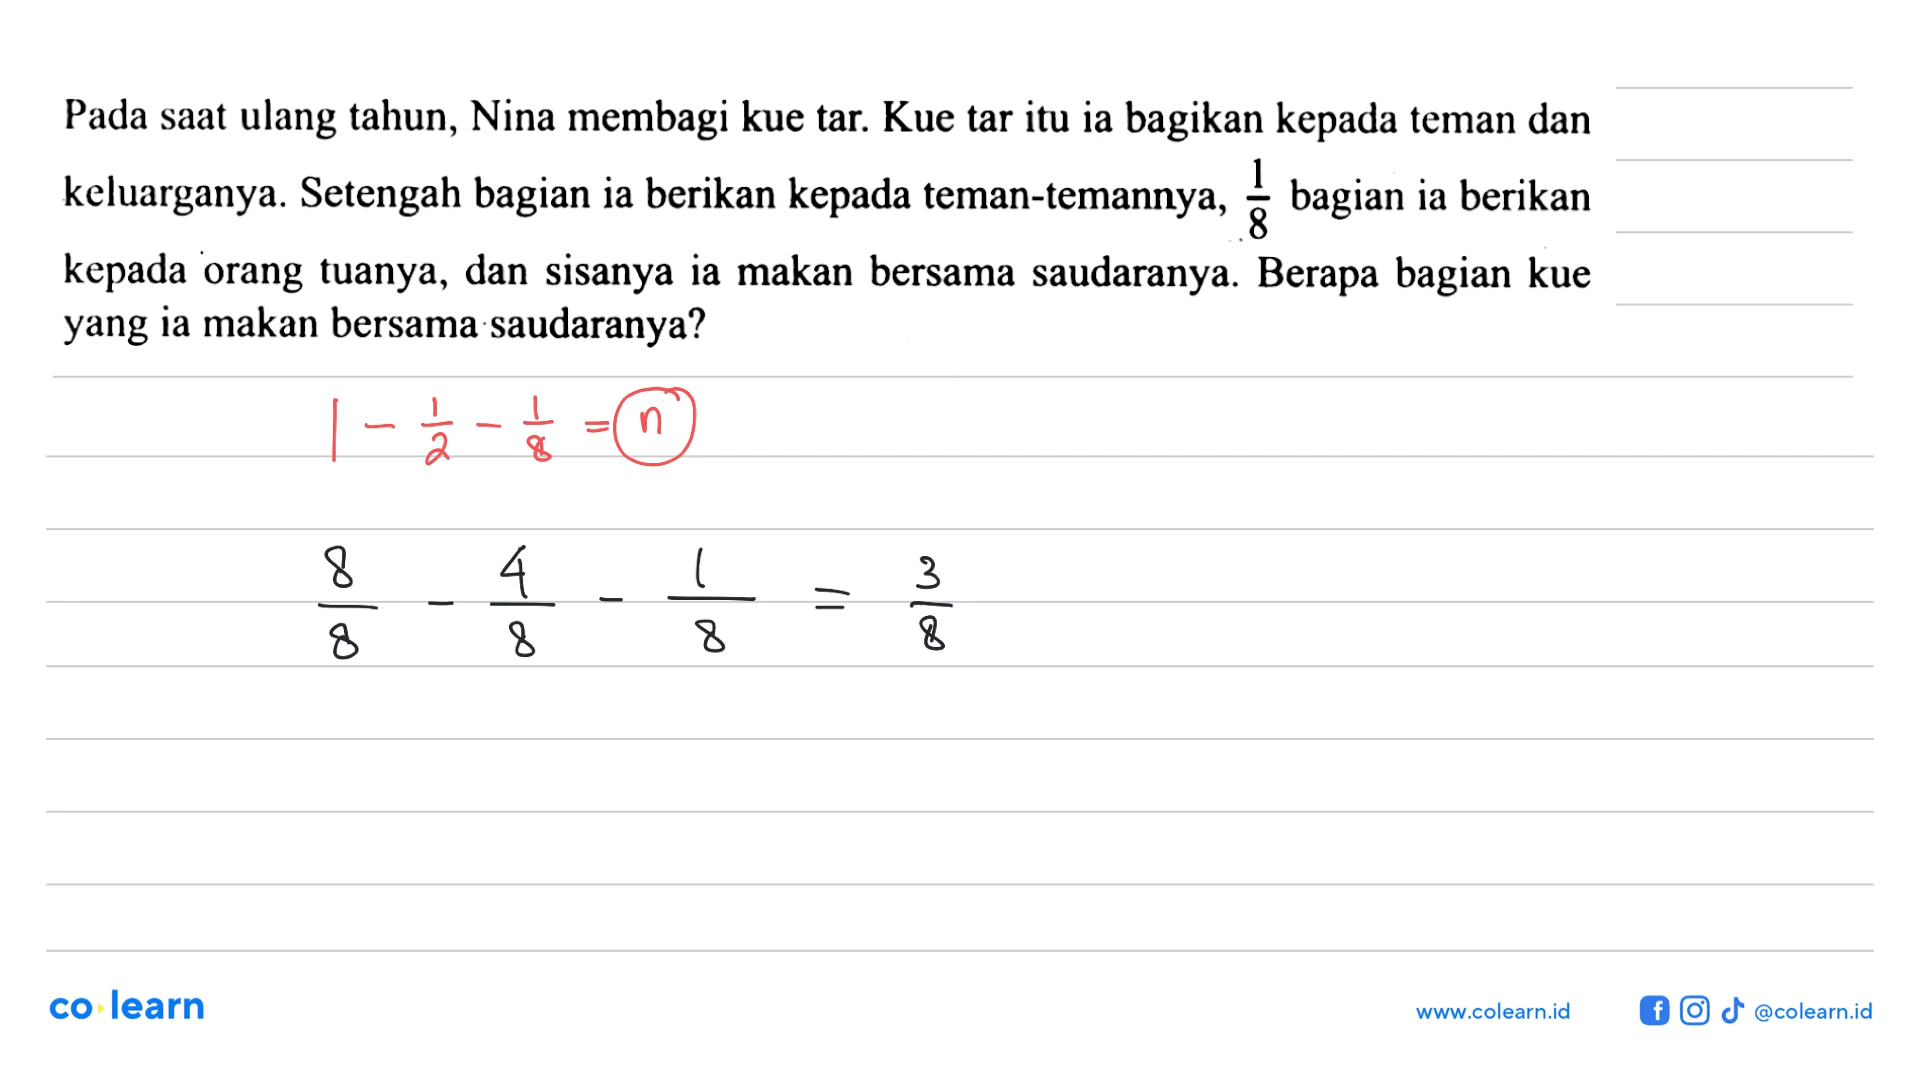 Pada saat ulang tahun, Nina membagi kue tar. Kue tar itu ia bagikan kepada teman dan
keluarganya. Setengah bagian ia berikan kepada teman-temannya, 1/8 bagian ia berikan
kepada orang tuanya, dan sisanya ia makan bersama saudaranya. Berapa bagian kue
yang ia makan bersama saudaranya?
1 - 1/2 - 1/8 = n
8/8 - 4/8 - 1/8 = 3/8
co learn
www.colearn.id
@colearn.id